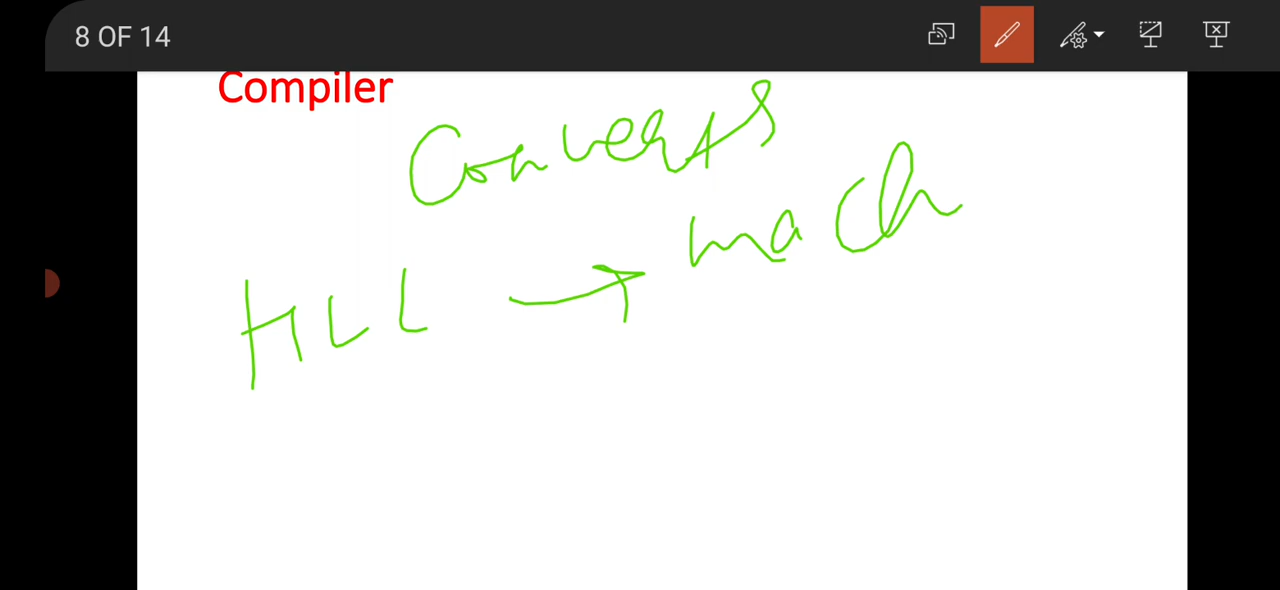 8 OF 14
Compiler
Converts
HLL → mach